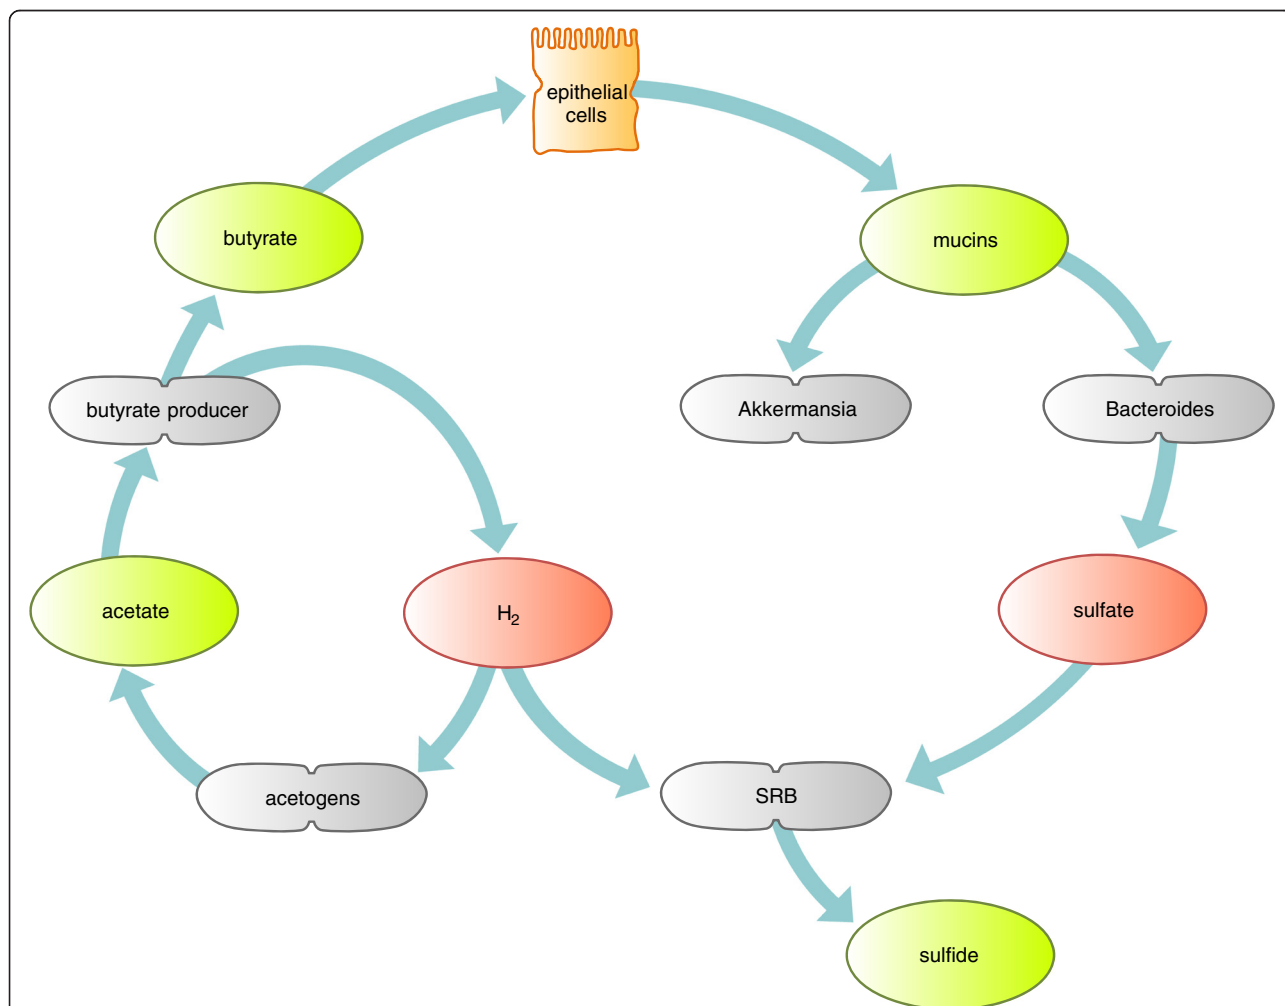 epithelial
cells
butyrate
mucins
butyrate producer
Akkermansia
Bacteroides
acetate
H₂
sulfate
acetogens
SRB
sulfide